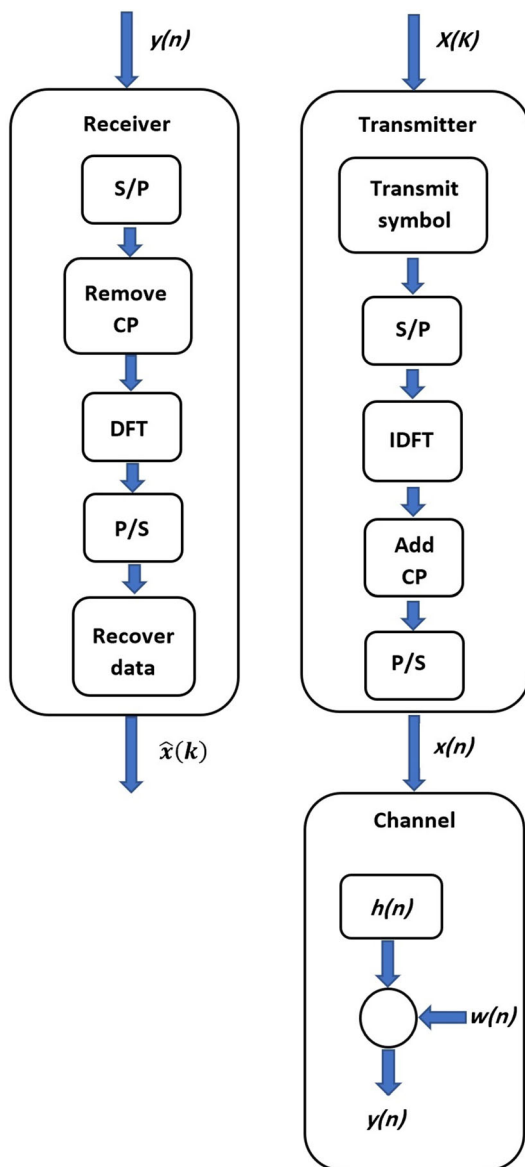 y(n)
Receiver
S/P
Remove
CP
DFT
P/S
Recover
data
x̂(k)
X(K)
Transmitter
Transmit
symbol
S/P
IDFT
Add
CP
P/S
x(n)
Channel
h(n)
w(n)
y(n)